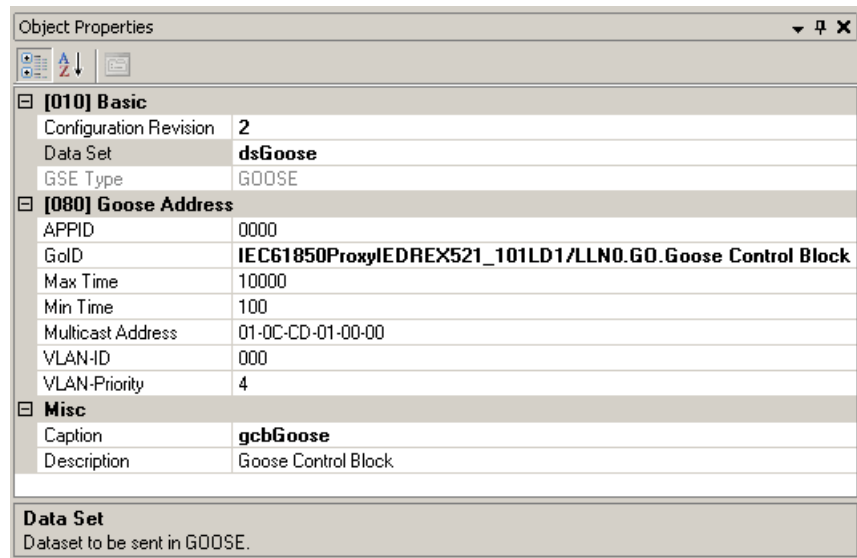 Object Properties
[010] Basic
Configuration Revision 2
Data Set dsGoose
GSE Type GOOSE
[080] Goose Address
APPID 0000
GoID IEC61850ProxyIEDREX521_101LD1/LLN0.GO.Goose Control Block
Max Time 10000
Min Time 100
Multicast Address 01-0C-CD-01-00-00
VLAN-ID 000
VLAN-Priority 4
Misc
Caption gcbGoose
Description Goose Control Block
Data Set
Dataset to be sent in GOOSE.